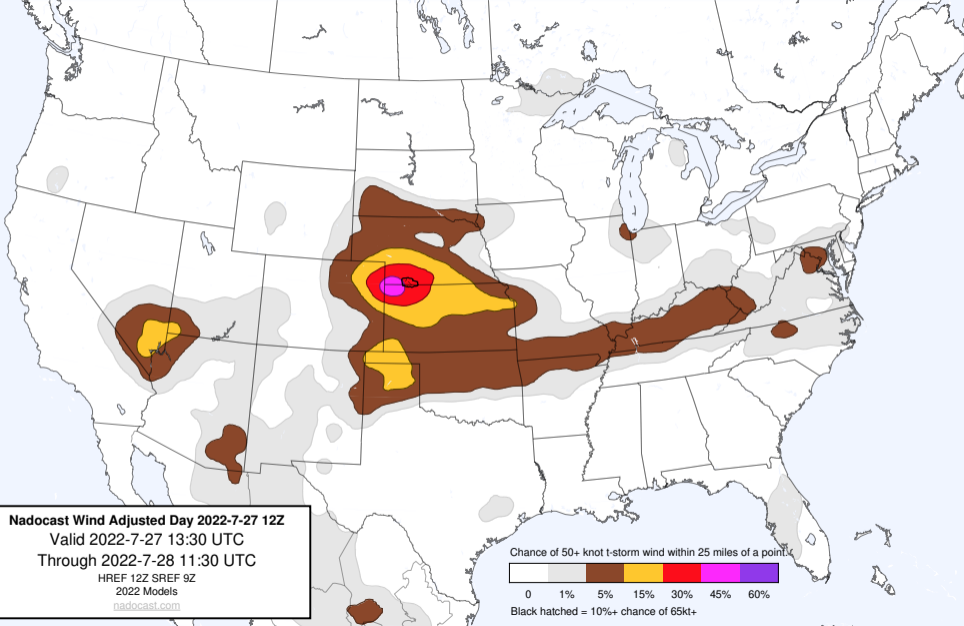 Nadocast Wind Adjusted Day 2022-7-27 12Z
Valid 2022-7-27 13:30 UTC
Through 2022-7-28 11:30 UTC
HREF 12Z SREF 9Z
2022 Models
nadocast.com
Chance of 50+ knot t-storm wind within 25 miles of a point.
0 1% 5% 15% 30% 45% 60%
Black hatched = 10%+ chance of 65kt+